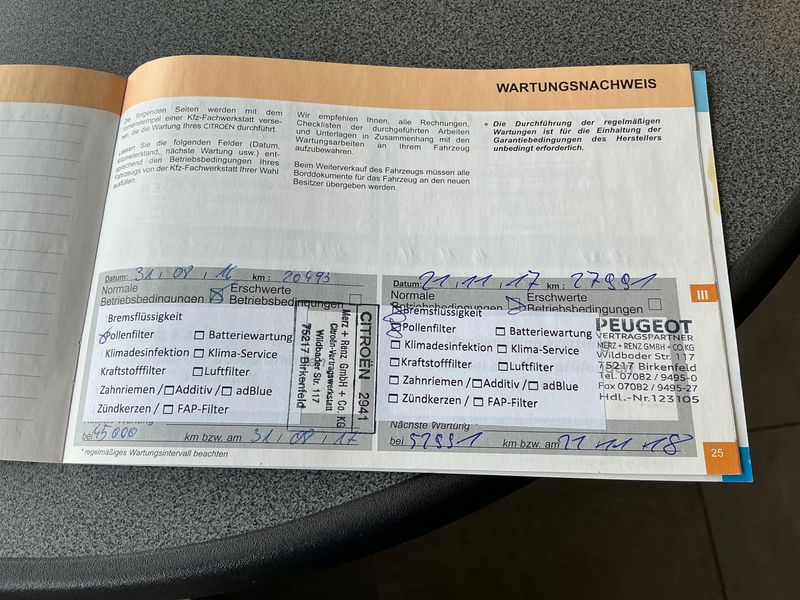 WARTUNGSNACHWEIS
folgenden Seiten werden mit dem
Firmenstempel einer Kfz-Fachwerkstatt verse-
hen, die die Wartung Ihres CITROËN durchführt.
Lassen Sie die folgenden Felder (Datum,
Kilometerstand, nächste Wartung usw.) ent-
sprechend den Betriebsbedingungen Ihres
Fahrzeugs von der Kfz-Fachwerkstatt Ihrer Wahl
ausfüllen.
Wir empfehlen Ihnen, alle Rechnungen,
Checklisten der durchgeführten Arbeiten
und Unterlagen in Zusammenhang mit den
Wartungsarbeiten an Ihrem Fahrzeug
aufzubewahren.
Beim Weiterverkauf des Fahrzeugs müssen alle
Borddokumente für das Fahrzeug an den neuen
Besitzer übergeben werden.
• Die Durchführung der regelmäßigen
Wartungen ist für die Einhaltung der
Garantiebedingungen des Herstellers
unbedingt erforderlich.
Datum: 31, 08, 16 km: 20493
Normale
Betriebsbedingungen
Erschwerte
Betriebsbedingungen
Bremsflüssigkeit
Pollenfilter Batteriewartung
Klimadesinfektion Klima-Service
Kraftstofffilter Luftfilter
Zahnriemen / Additiv / adBlue
Zündkerzen / FAP-Filter
CITROËN 2941
Merz + Renz GmbH + Co. KG
Citroën-Vertragswerkstatt
Wildbader Str. 117
75217 Birkenfeld
Nächste Wartung
bei 45000 km bzw. am 31, 08, 17
* regelmäßiges Wartungsintervall beachten
Datum: 21, 11, 17 km: 27991
Normale
Betriebsbedingungen
Erschwerte
Betriebsbedingungen
Bremsflüssigkeit
Pollenfilter Batteriewartung
Klimadesinfektion Klima-Service
Kraftstofffilter Luftfilter
Zahnriemen / Additiv / adBlue
Zündkerzen / FAP-Filter
PEUGEOT
VERTRAGSPARTNER
MERZ + RENZ GMBH + CO.KG
Wildbader Str. 117
75217 Birkenfeld
Tel. 07082 / 9495-0
Fax 07082 / 9495-27
Hdl.-Nr.123105
Nächste Wartung
bei 52991 km bzw. am 21 11 18
III
25